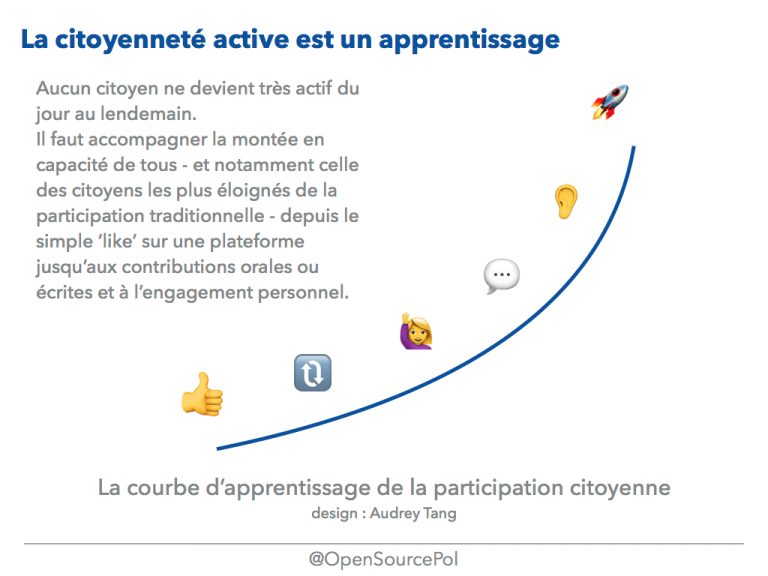 La citoyenneté active est un apprentissage
Aucun citoyen ne devient très actif du
jour au lendemain.
Il faut accompagner la montée en
capacité de tous - et notamment celle
des citoyens les plus éloignés de la
participation traditionnelle - depuis le
simple ‘like’ sur une plateforme
jusqu’aux contributions orales ou
écrites et à l’engagement personnel.
La courbe d’apprentissage de la participation citoyenne
design : Audrey Tang
@OpenSourcePol